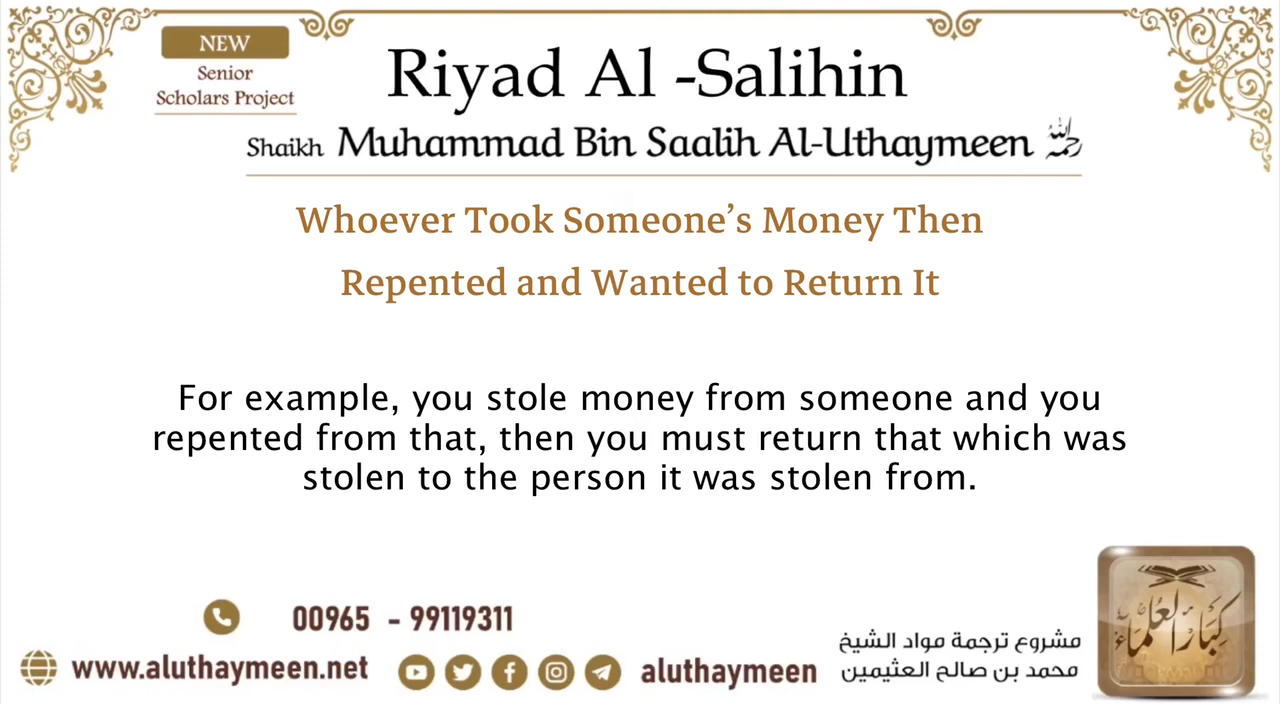 NEW
Senior
Scholars Project
Riyad Al -Salihin
Shaikh Muhammad Bin Saalih Al-Uthaymeen رحمه الله
Whoever Took Someone’s Money Then
Repented and Wanted to Return It
For example, you stole money from someone and you
repented from that, then you must return that which was
stolen to the person it was stolen from.
00965 - 99119311
www.aluthaymeen.net
aluthaymeen
مشروع ترجمة مواد الشيخ
محمد بن صالح العثيمين
كبار العلماء